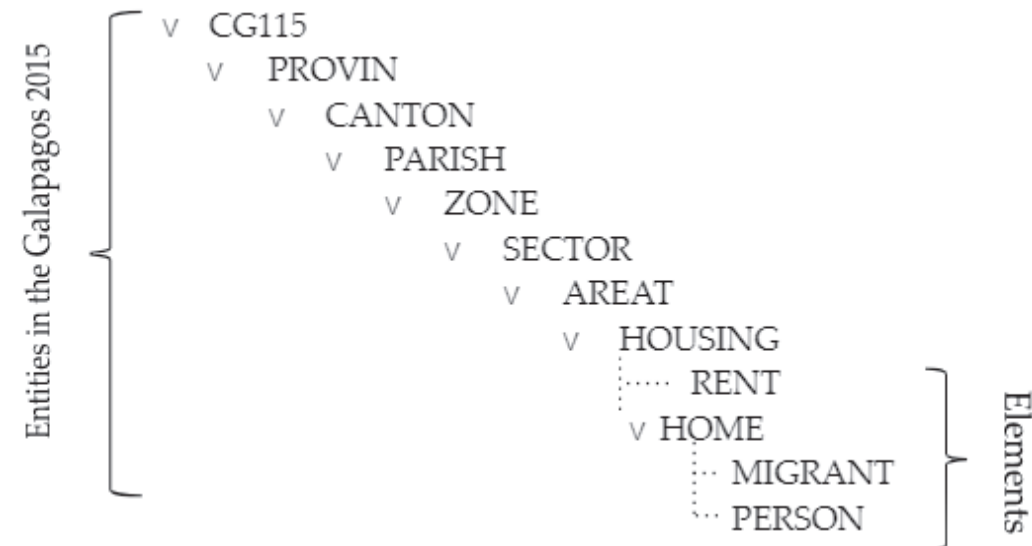 Entities in the Galapagos 2015
v CG115
v PROVIN
v CANTON
v PARISH
v ZONE
v SECTOR
v AREAT
v HOUSING
RENT
v HOME
MIGRANT
PERSON
Elements